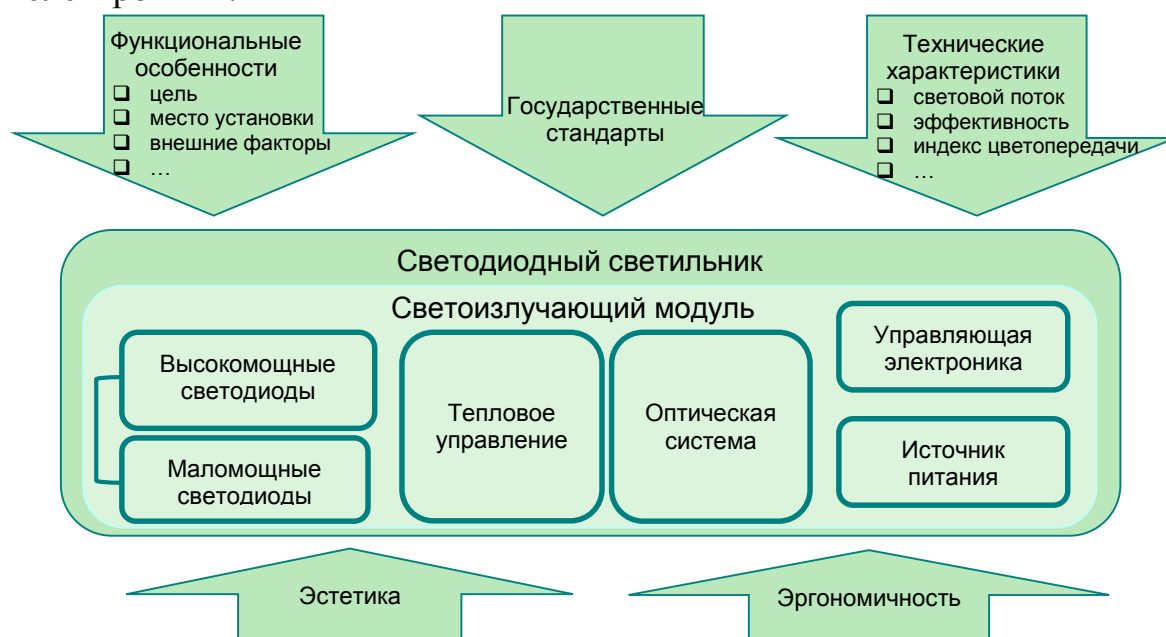 Функциональные
особенности
❑ цель
❑ место установки
❑ внешние факторы
❑ …
Государственные
стандарты
Технические
характеристики
❑ световой поток
❑ эффективность
❑ индекс цветопередачи
❑ …
Светодиодный светильник
Светоизлучающий модуль
Высокомощные
светодиоды
Маломощные
светодиоды
Тепловое
управление
Оптическая
система
Управляющая
электроника
Источник
питания
Эстетика
Эргономичность